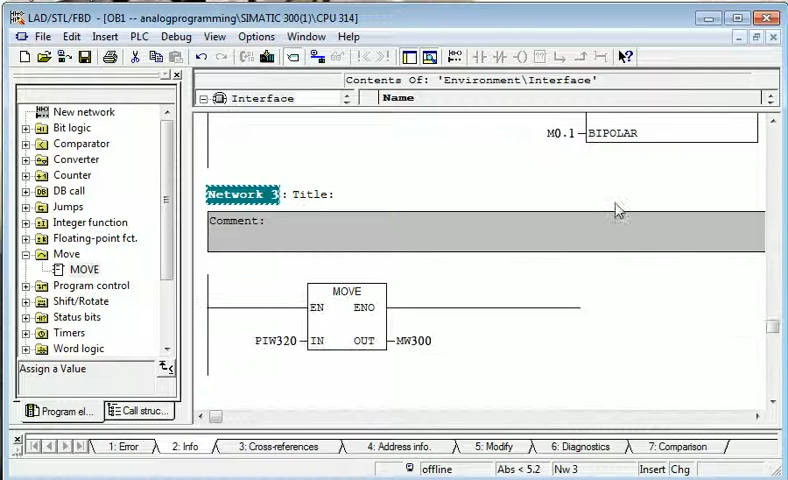 LAD/STL/FBD - [OB1 -- analogprogramming\SIMATIC 300(1)\CPU 314]
File Edit Insert PLC Debug View Options Window Help
Contents Of: 'Environment\Interface'
Interface
Name
New network
Bit logic
Comparator
Converter
Counter
DB call
Jumps
Integer function
Floating-point fct.
Move
MOVE
Program control
Shift/Rotate
Status bits
Timers
Word logic
Assign a Value
Program el...
Call struc...
M0.1 BIPOLAR
Network 3: Title:
Comment:
MOVE
EN ENO
PIW320 IN OUT MW300
1: Error 2: Info 3: Cross-references 4: Address info. 5: Modify 6: Diagnostics 7: Comparison
offline Abs < 5.2 Nw 3 Insert Chg